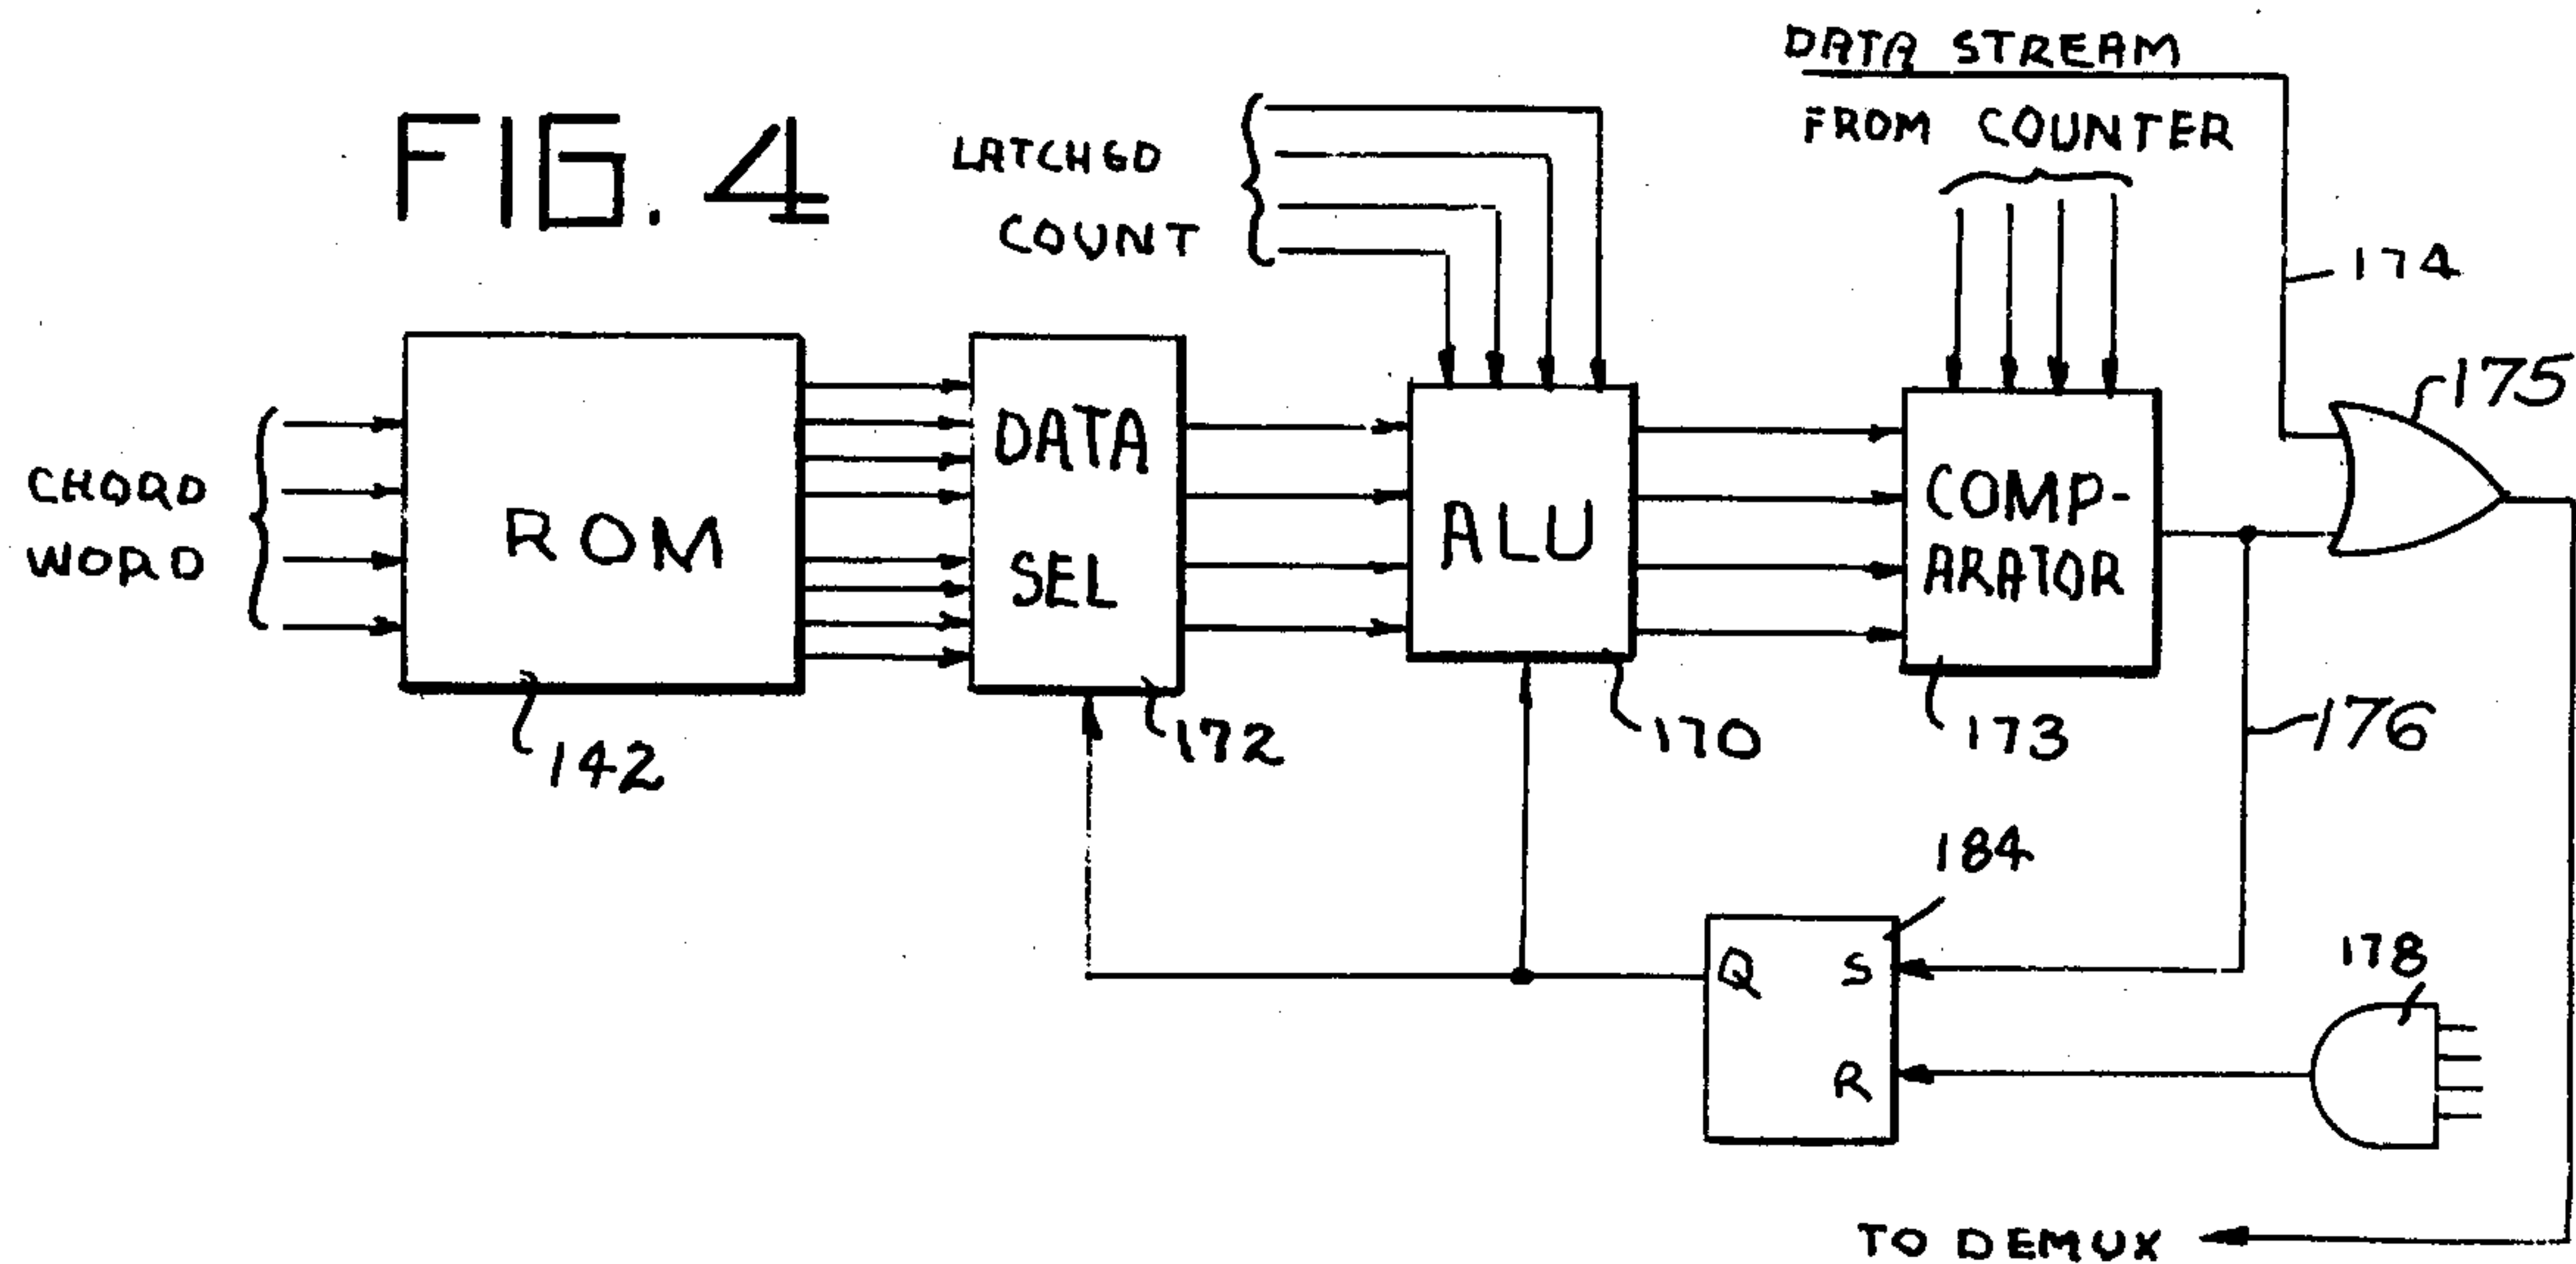 FIG. 4
DATA STREAM
FROM COUNTER
LATCHED
COUNT
174
175
CHORD
WORD
ROM
DATA
SEL
ALU
COMP-
ARATOR
142
172
170
173
176
184
Q
S
R
178
TO DEMUX